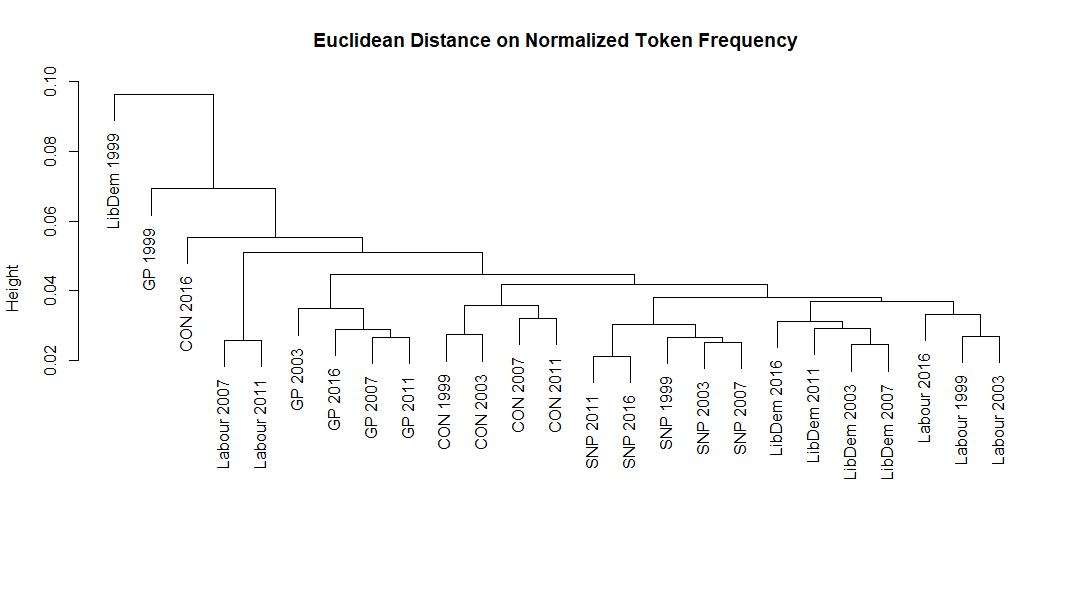 Euclidean Distance on Normalized Token Frequency
Height
0.10
0.08
0.06
0.04
0.02
LibDem 1999
GP 1999
CON 2016
Labour 2007
Labour 2011
GP 2003
GP 2016
GP 2007
GP 2011
CON 1999
CON 2003
CON 2007
CON 2011
SNP 2011
SNP 2016
SNP 1999
SNP 2003
SNP 2007
LibDem 2016
LibDem 2011
LibDem 2003
LibDem 2007
Labour 2016
Labour 1999
Labour 2003